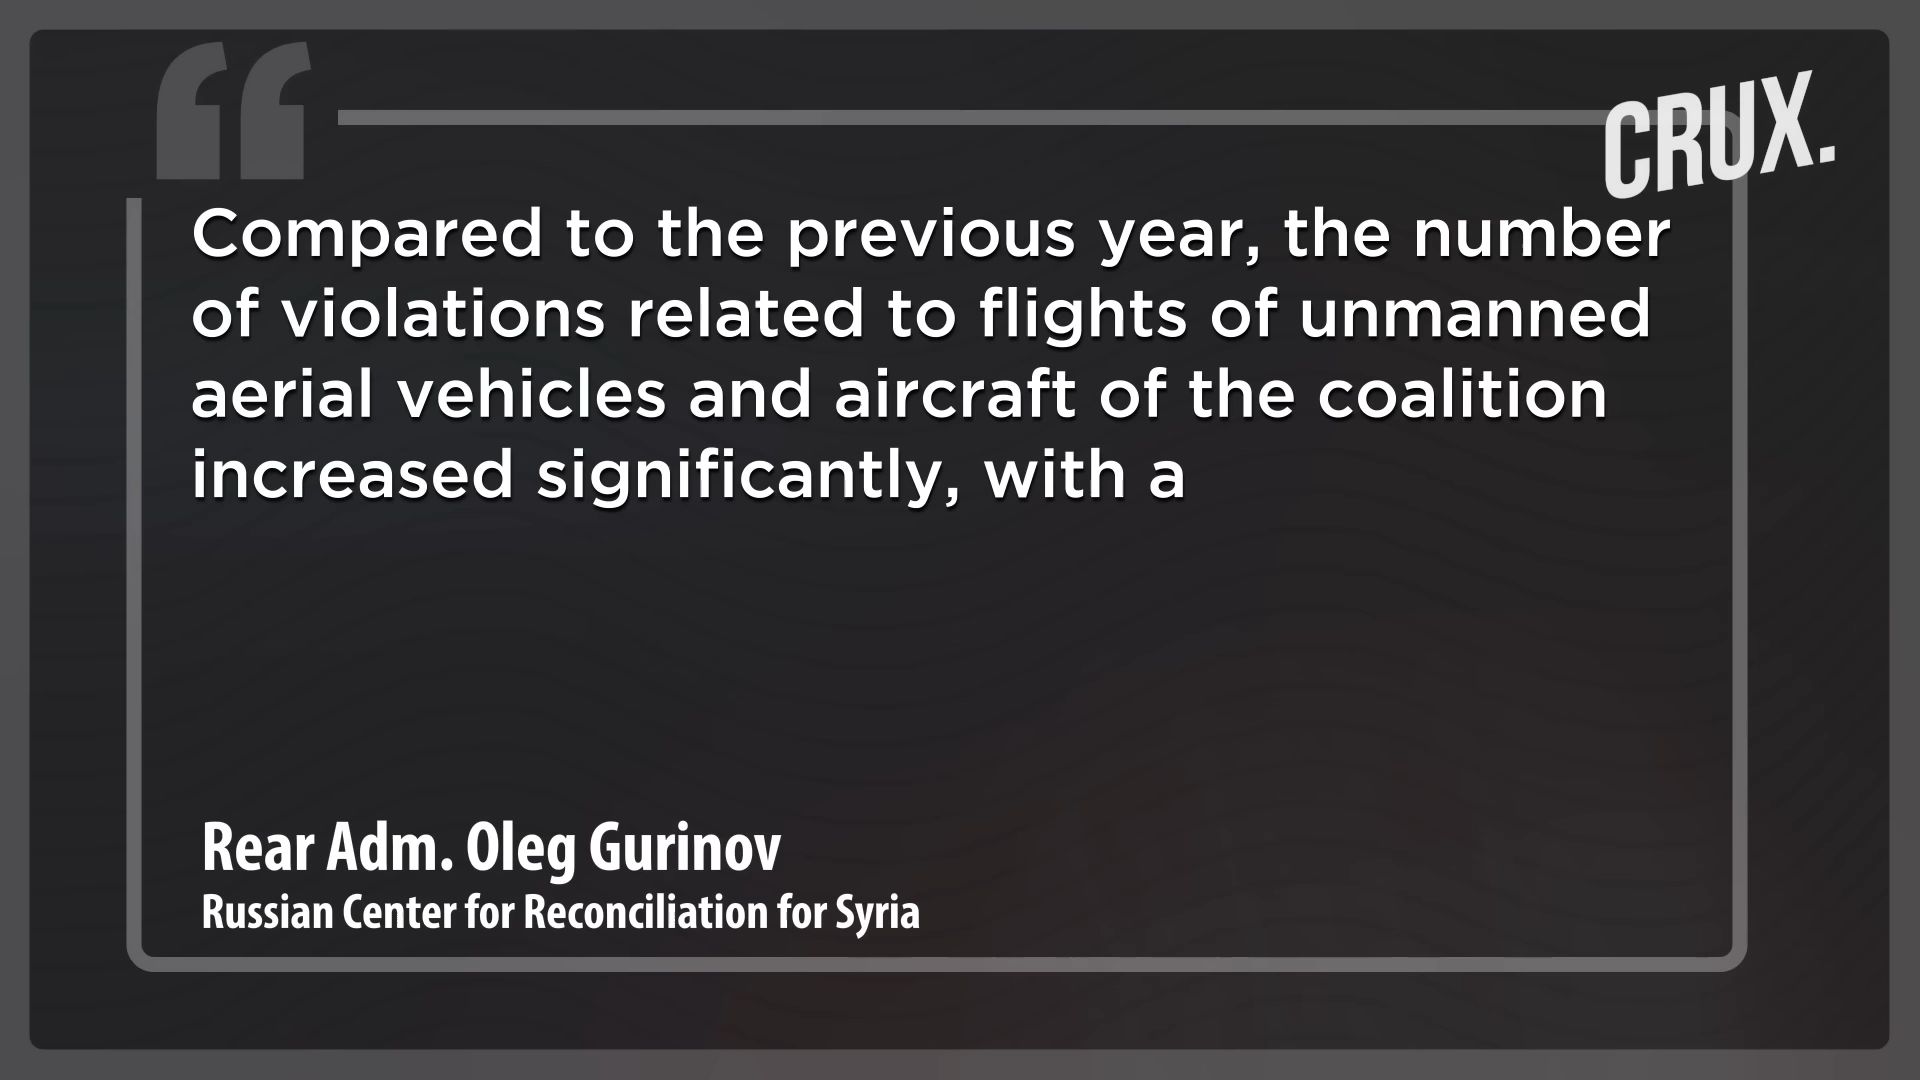 CRUX.
Compared to the previous year, the number
of violations related to flights of unmanned
aerial vehicles and aircraft of the coalition
increased significantly, with a
Rear Adm. Oleg Gurinov
Russian Center for Reconciliation for Syria